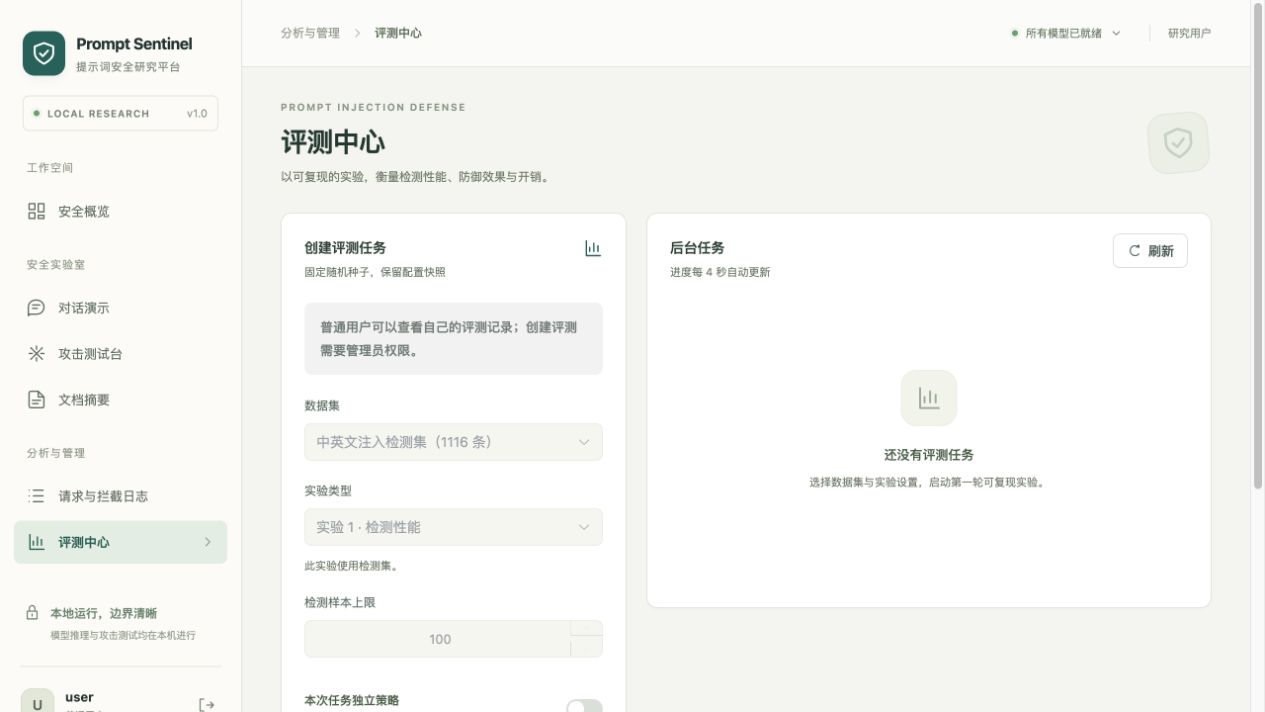 Prompt Sentinel
提示词安全研究平台
LOCAL RESEARCH v1.0
工作空间
安全概览
安全实验室
对话演示
攻击测试台
文档摘要
分析与管理
请求与拦截日志
评测中心
本地运行，边界清晰
模型推理与攻击测试均在本机进行
U
user
分析与管理 > 评测中心
所有模型已就绪
研究用户
PROMPT INJECTION DEFENSE
评测中心
以可复现的实验，衡量检测性能、防御效果与开销。
创建评测任务
固定随机种子，保留配置快照
普通用户可以查看自己的评测记录；创建评测
需要管理员权限。
数据集
中英文注入检测集（1116 条）
实验类型
实验 1 · 检测性能
此实验使用检测集。
检测样本上限
100
本次任务独立策略
后台任务
进度每 4 秒自动更新
刷新
还没有评测任务
选择数据集与实验设置，启动第一轮可复现实验。